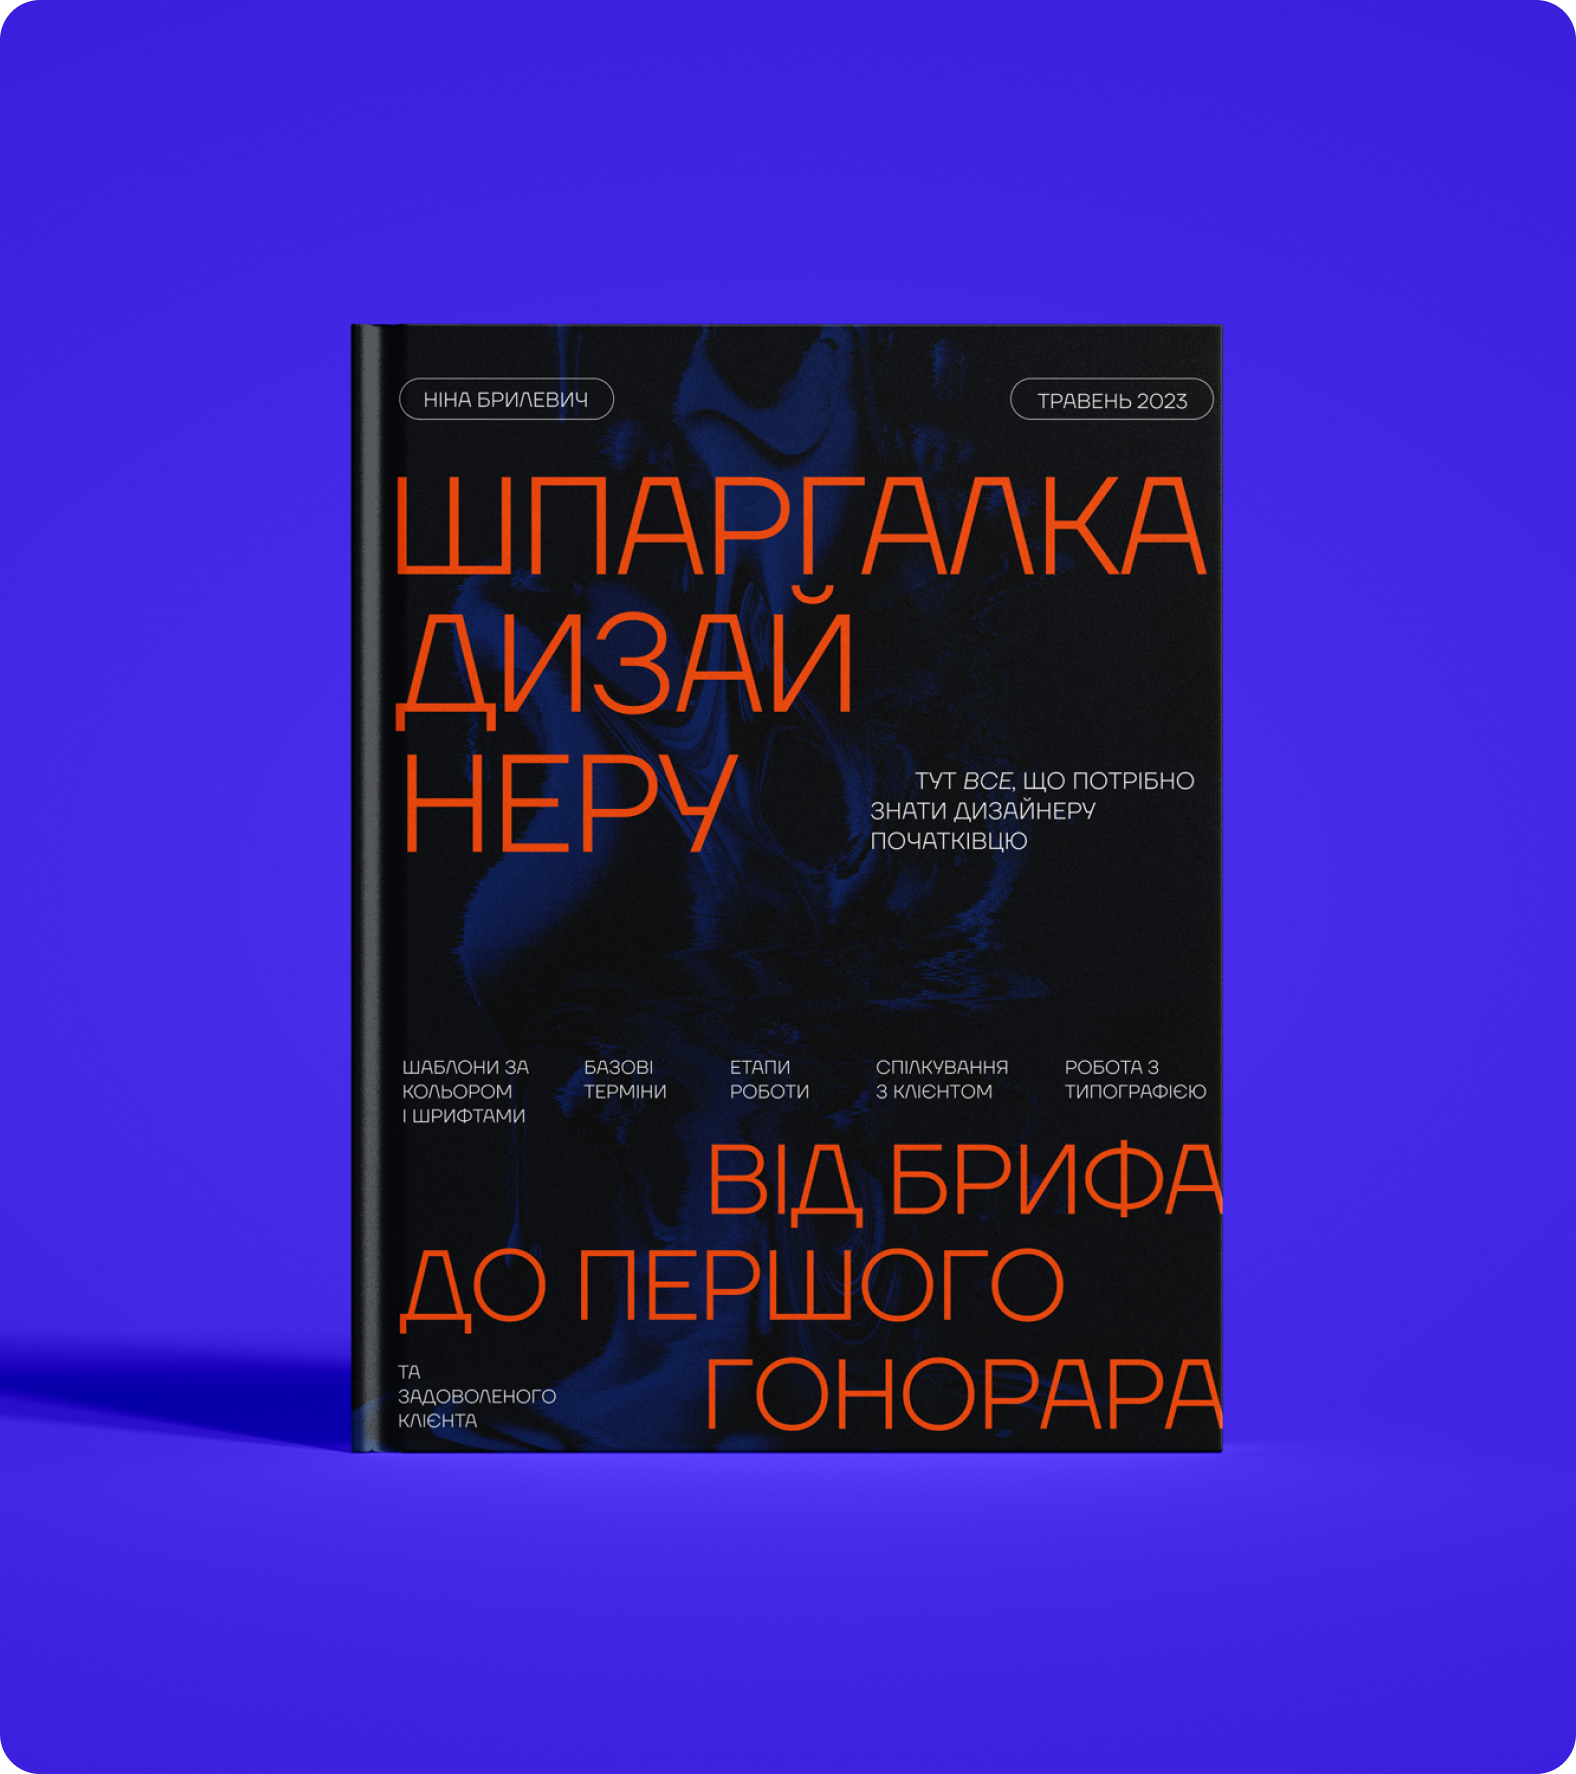 НІНА БРИЛЕВИЧ
ТРАВЕНЬ 2023
ШПАРГАЛКА
ДИЗАЙ
НЕРУ
ТУТ ВСЕ, ЩО ПОТРІБНО
ЗНАТИ ДИЗАЙНЕРУ
ПОЧАТКІВЦЮ
ШАБЛОНИ ЗА
КОЛЬОРОМ
І ШРИФТАМИ
БАЗОВІ
ТЕРМІНИ
ЕТАПИ
РОБОТИ
СПІЛКУВАННЯ
З КЛІЄНТОМ
РОБОТА З
ТИПОГРАФІЄЮ
ВІД БРИФА
ДО ПЕРШОГО
ГОНОРАРА
ТА
ЗАДОВОЛЕНОГО
КЛІЄНТА